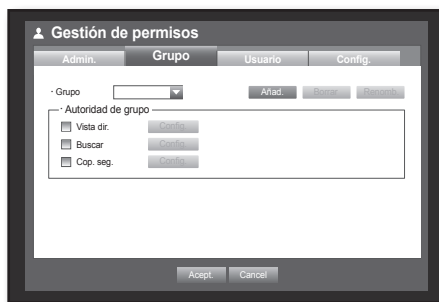 Gestión de permisos
Admin. Grupo Usuario Config.
· Grupo Añad. Borrar. Renomb.
· Autoridad de grupo
Vista dir. Config.
Buscar Config.
Cop. seg. Config.
Acept. Cancel